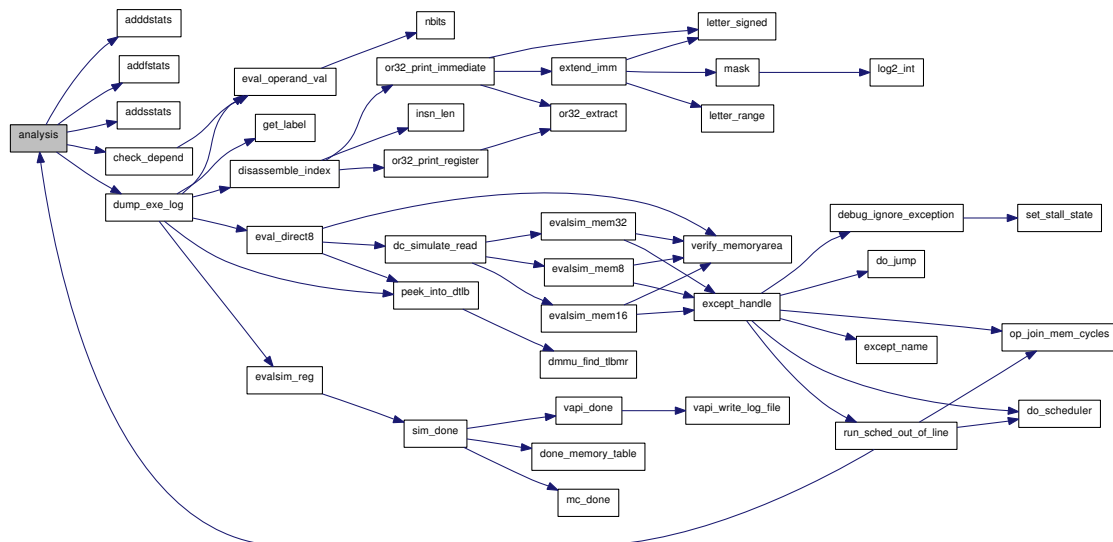 analysis
adddstats
addfstats
addsstats
check_depend
dump_exe_log
eval_operand_val
get_label
disassemble_index
eval_direct8
evalsim_reg
nbits
or32_print_immediate
insn_len
or32_print_register
dc_simulate_read
peek_into_dtlb
sim_done
extend_imm
or32_extract
evalsim_mem32
evalsim_mem8
evalsim_mem16
dmmu_find_tlbmr
vapi_done
done_memory_table
mc_done
letter_signed
mask
letter_range
verify_memoryarea
except_handle
vapi_write_log_file
log2_int
debug_ignore_exception
do_jump
except_name
run_sched_out_of_line
set_stall_state
op_join_mem_cycles
do_scheduler